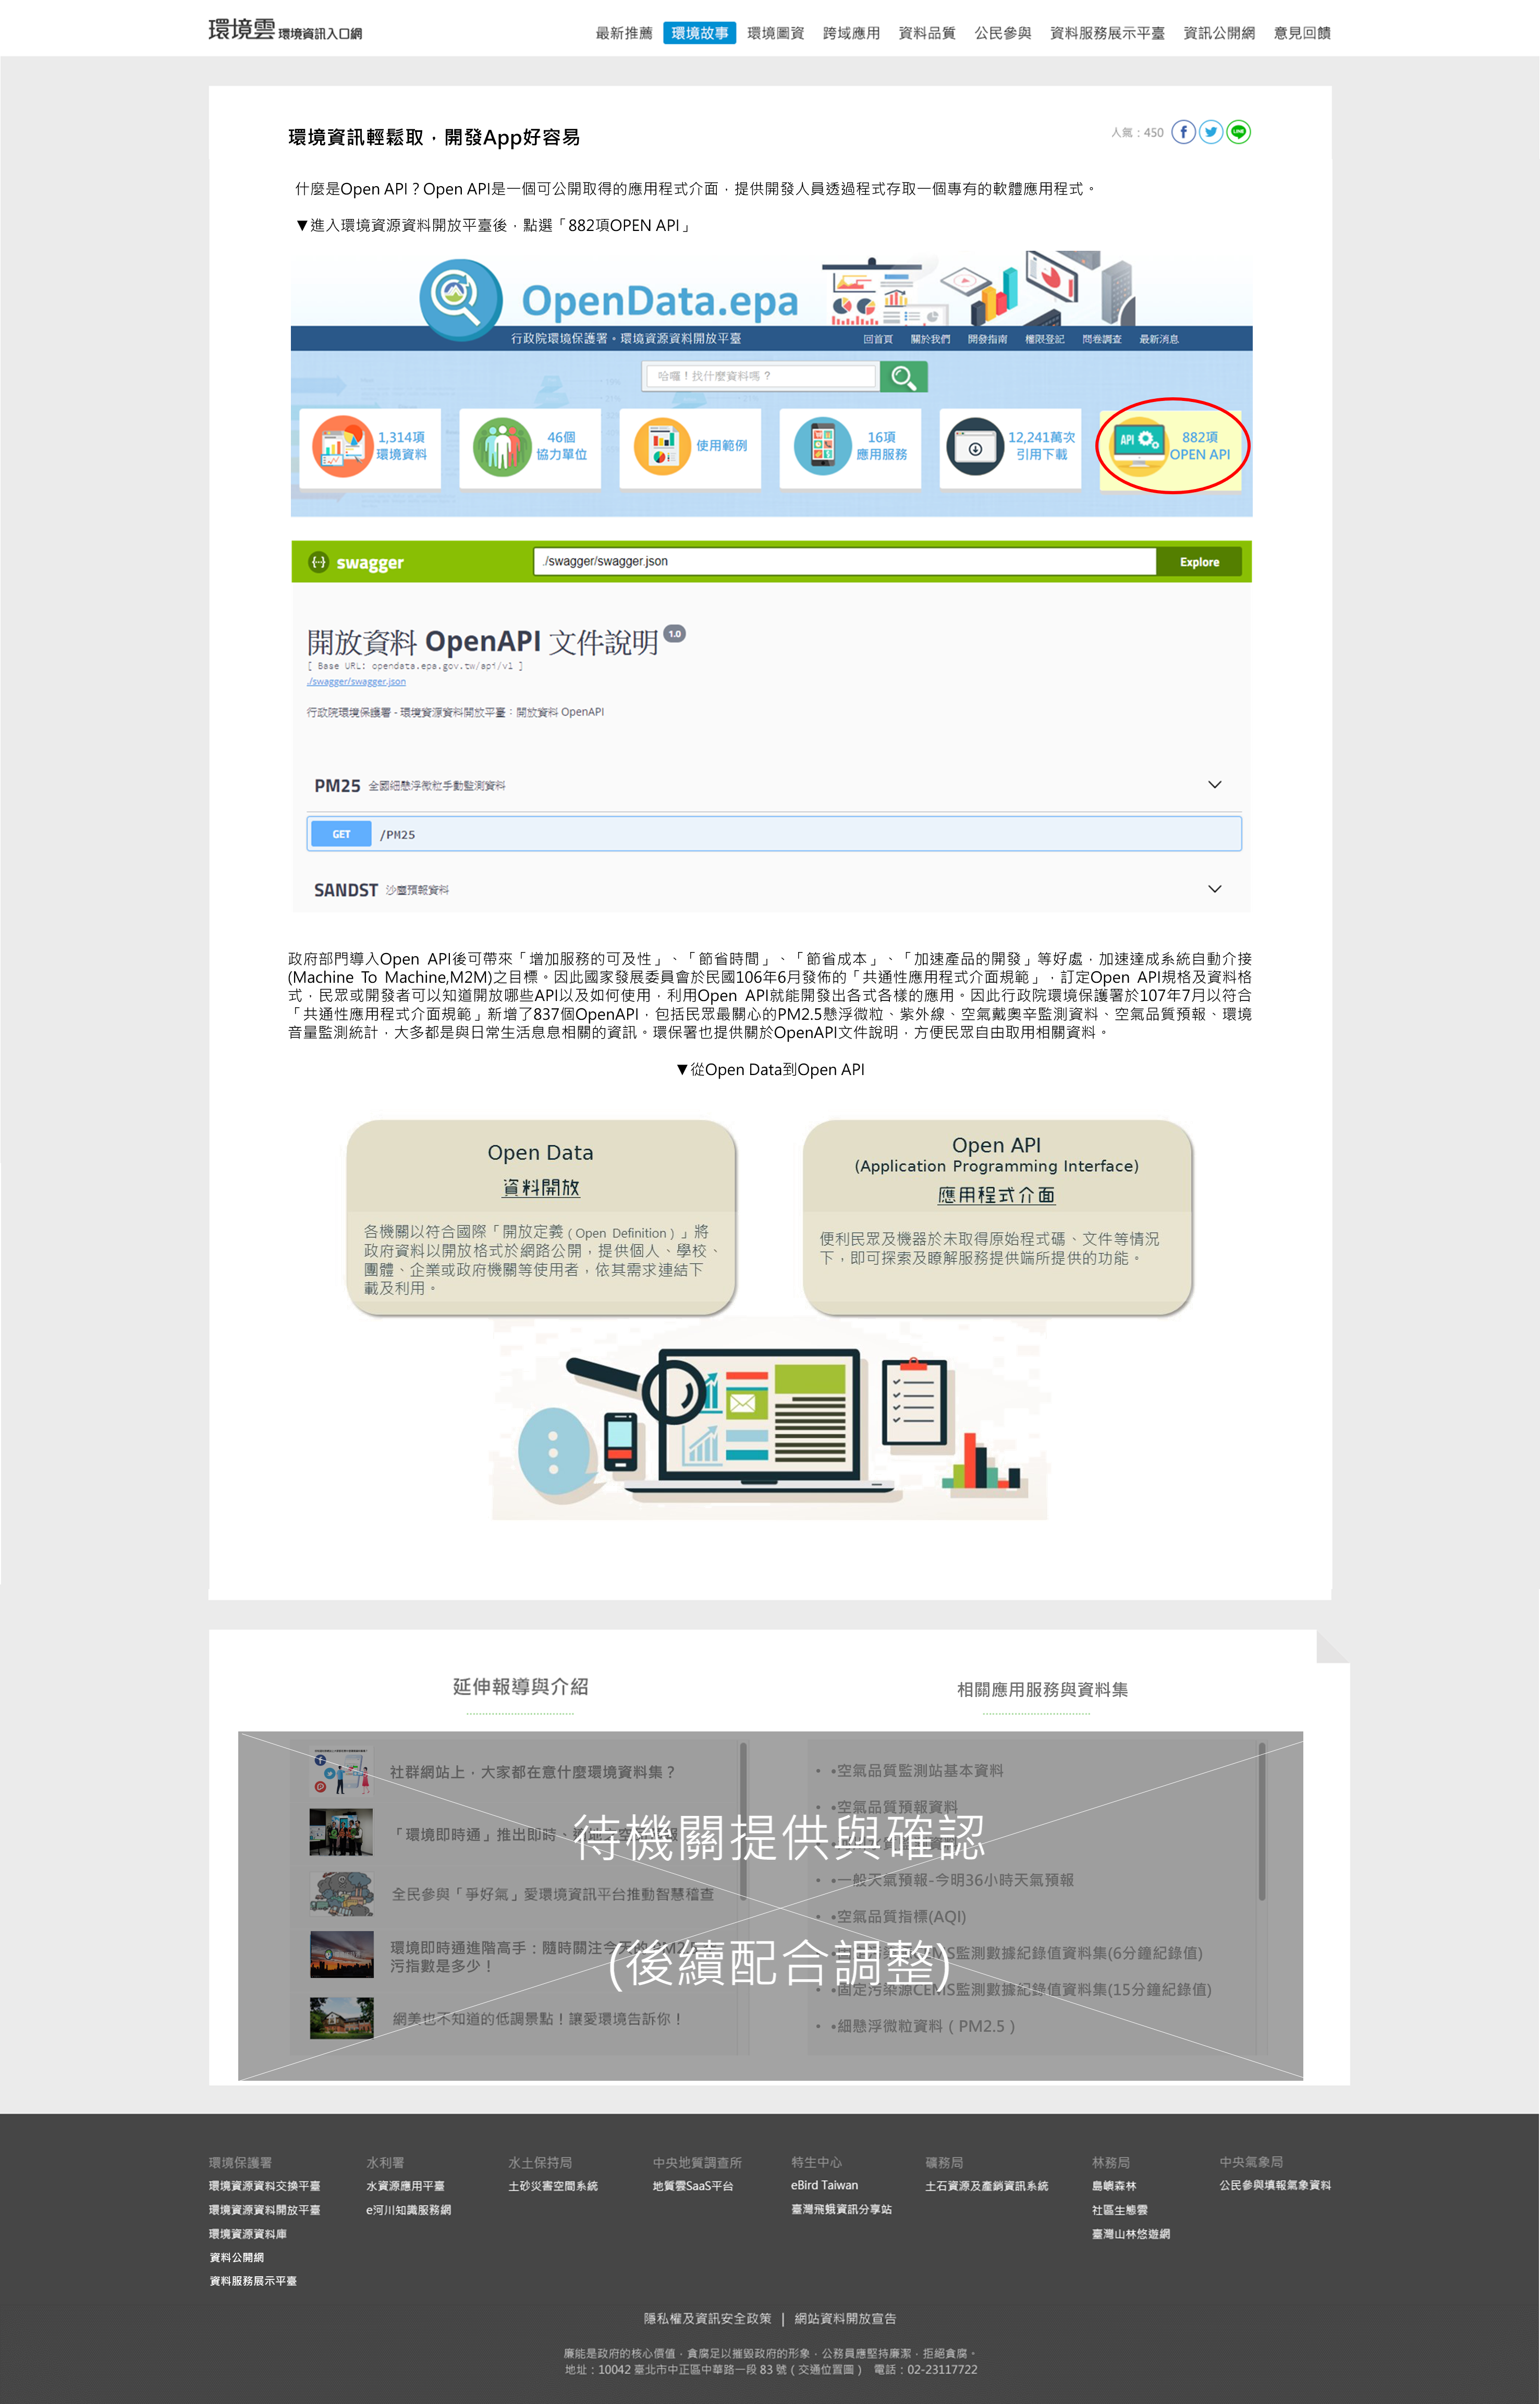 環境雲 環境資訊入口網
最新推薦 環境故事 環境圖資 跨域應用 資料品質 公民參與 資料服務展示平臺 資訊公開網 意見回饋
環境資訊輕鬆取，開發App好容易
人氣：450
什麼是Open API？Open API是一個可公開取得的應用程式介面，提供開發人員透過程式存取一個專有的軟體應用程式。
▼進入環境資源資料開放平臺後，點選「882項OPEN API」
OpenData.epa
行政院環境保護署。環境資源資料開放平臺
回首頁 關於我們 開發指南 權限登記 問卷調查 最新消息
哈囉！找什麼資料嗎？
1,314項
環境資料
46個
協力單位
使用範例
16項
應用服務
12,241萬次
引用下載
API
882項
OPEN API
swagger
./swagger/swagger.json
Explore
開放資料 OpenAPI 文件說明 1.0
[ Base URL: opendata.epa.gov.tw/api/v1 ]
./swagger/swagger.json
行政院環境保護署 - 環境資源資料開放平臺：開放資料 OpenAPI
PM25 全國細懸浮微粒手動監測資料
GET /PM25
SANDST 沙塵預報資料
政府部門導入Open API後可帶來「增加服務的可及性」、「節省時間」、「節省成本」、「加速產品的開發」等好處，加速達成系統自動介接
(Machine To Machine,M2M)之目標。因此國家發展委員會於民國106年6月發佈的「共通性應用程式介面規範」，訂定Open API規格及資料格
式，民眾或開發者可以知道開放哪些API以及如何使用，利用Open API就能開發出各式各樣的應用。因此行政院環境保護署於107年7月以符合
「共通性應用程式介面規範」新增了837個OpenAPI，包括民眾最關心的PM2.5懸浮微粒、紫外線、空氣戴奧辛監測資料、空氣品質預報、環境
音量監測統計，大多都是與日常生活息息相關的資訊。環保署也提供關於OpenAPI文件說明，方便民眾自由取用相關資料。
▼從Open Data到Open API
Open Data
資料開放
各機關以符合國際「開放定義（Open Definition）」將
政府資料以開放格式於網路公開，提供個人、學校、
團體、企業或政府機關等使用者，依其需求連結下
載及利用。
Open API
(Application Programming Interface)
應用程式介面
便利民眾及機器於未取得原始程式碼、文件等情況
下，即可探索及瞭解服務提供端所提供的功能。
延伸報導與介紹
社群網站上，大家都在意什麼環境資料集？
「環境即時通」推出即時、
全民參與「爭好氣」愛環境資訊平台推動智慧稽查
環境即時通進階高手：隨時關注今天的PM2.5
污指數是多少！
網美也不知道的低調景點！讓愛環境告訴你！
相關應用服務與資料集
• •空氣品質監測站基本資料
• •空氣品質預報資料
• •一般天氣預報-今明36小時天氣預報
• •空氣品質指標(AQI)
CEMS監測數據紀錄值資料集(6分鐘紀錄值)
• •固定污染源CEMS監測數據紀錄值資料集(15分鐘紀錄值)
• •細懸浮微粒資料（PM2.5）
待機關提供與確認
(後續配合調整)
環境保護署
環境資源資料交換平臺
環境資源資料開放平臺
環境資源資料庫
資料公開網
資料服務展示平臺
水利署
水資源應用平臺
e河川知識服務網
水土保持局
土砂災害空間系統
中央地質調查所
地質雲SaaS平台
特生中心
eBird Taiwan
臺灣飛蛾資訊分享站
礦務局
土石資源及產銷資訊系統
林務局
島嶼森林
社區生態雲
臺灣山林悠遊網
中央氣象局
公民參與填報氣象資料
隱私權及資訊安全政策 | 網站資料開放宣告
廉能是政府的核心價值，貪腐足以摧毀政府的形象，公務員應堅持廉潔，拒絕貪腐。
地址：10042 臺北市中正區中華路一段 83 號（交通位置圖） 電話：02-23117722